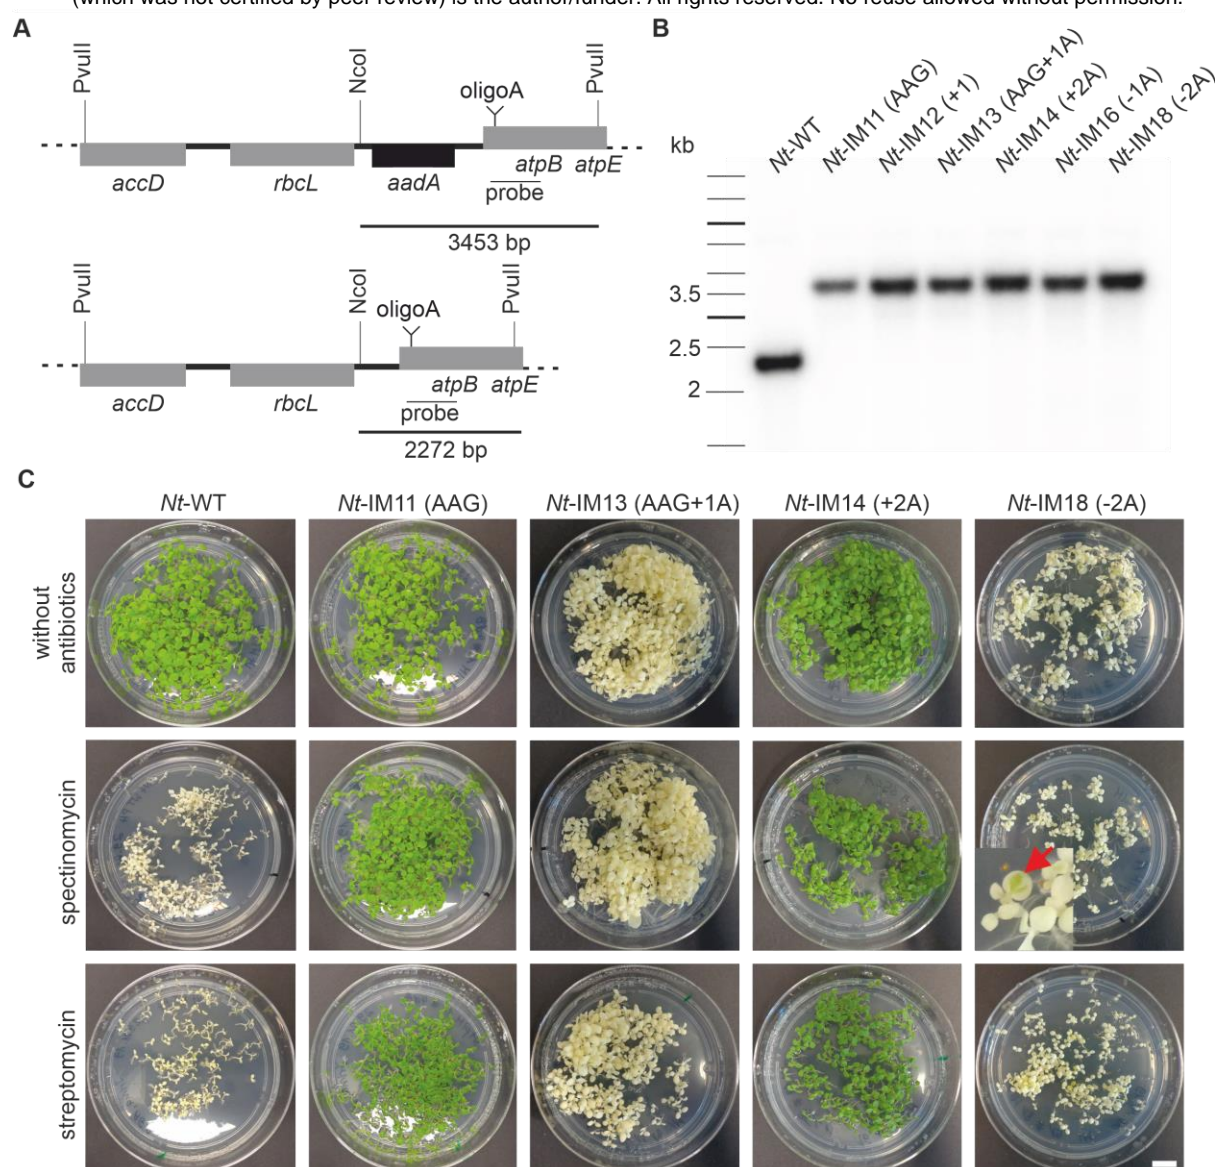 (which was not certified by peer review) is the author/funder. All rights reserved. No reuse allowed without permission.
A
PvuII
NcoI
PvuII
oligoA
accD
rbcL
aadA
atpB
atpE
probe
3453 bp
PvuII
NcoI
PvuII
oligoA
accD
rbcL
atpB
atpE
probe
2272 bp
B
kb
Nt-WT
Nt-IM11 (AAG)
Nt-IM12 (+1)
Nt-IM13 (AAG+1A)
Nt-IM14 (+2A)
Nt-IM16 (-1A)
Nt-IM18 (-2A)
3.5
2.5
2
C
Nt-WT
Nt-IM11 (AAG)
Nt-IM13 (AAG+1A)
Nt-IM14 (+2A)
Nt-IM18 (-2A)
without
antibiotics
spectinomycin
streptomycin